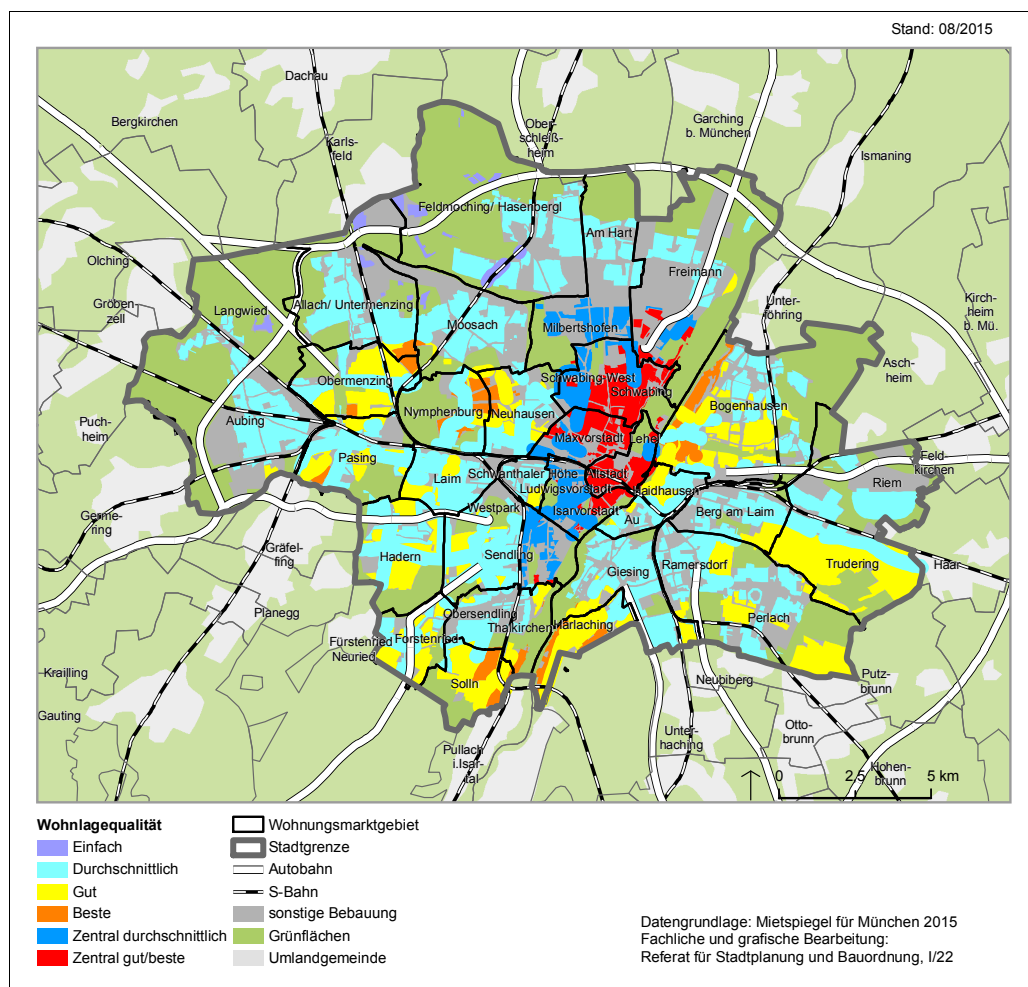 Stand: 08/2015
Dachau
Bergkirchen
Karls-
feld
Ober-
schleiß-
heim
Garching
b. München
Ismaning
Olching
Gröben-
zell
Feldmoching/ Hasenbergl
Am Hart
Freimann
Unter-
föhring
Kirch-
heim
b. Mü.
Langwied
Allach/ Untermenzing
Moosach
Milbertshofen
Asch-
heim
Obermenzing
Schwabing-West
Schwabing
Puch-
heim
Aubing
Nymphenburg
Neuhausen
Bogenhausen
Maxvorstadt
Lehel
Pasing
Feld-
kirchen
Laim
Schwanthaler Höhe
Altstadt
Ludwigsvorstadt
Haidhausen
Riem
Germe-
ring
Westpark
Isarvorstadt
Au
Berg am Laim
Gräfel-
fing
Hadern
Sendling
Giesing
Ramersdorf
Trudering
Haar
Planegg
Obersendling
Thalkirchen
Harlaching
Perlach
Fürstenried
Neuried
Forstenried
Krailling
Solln
Neubiberg
Putz-
brunn
Gauting
Pullach
i.Isar-
tal
Unter-
haching
Otto-
brunn
Hohen-
brunn
0 2,5 5 km
Wohnlagequalität
Einfach
Durchschnittlich
Gut
Beste
Zentral durchschnittlich
Zentral gut/beste
Wohnungsmarktgebiet
Stadtgrenze
Autobahn
S-Bahn
sonstige Bebauung
Grünflächen
Umlandgemeinde
Datengrundlage: Mietspiegel für München 2015
Fachliche und grafische Bearbeitung:
Referat für Stadtplanung und Bauordnung, I/22